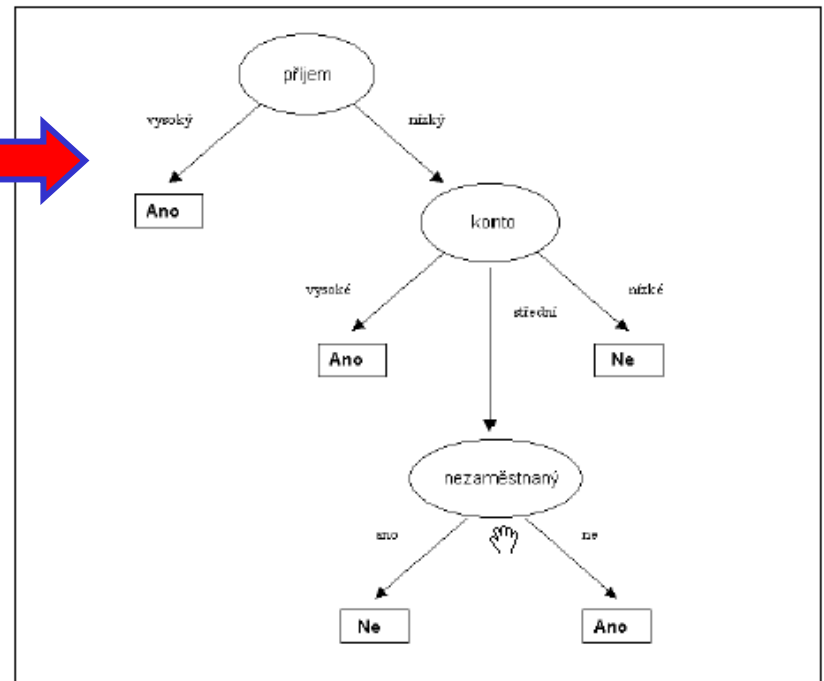 příjem
vysoký
nízký
Ano
konto
vysoké
střední
nízké
Ano
Ne
nezaměstnaný
ano
ne
Ne
Ano